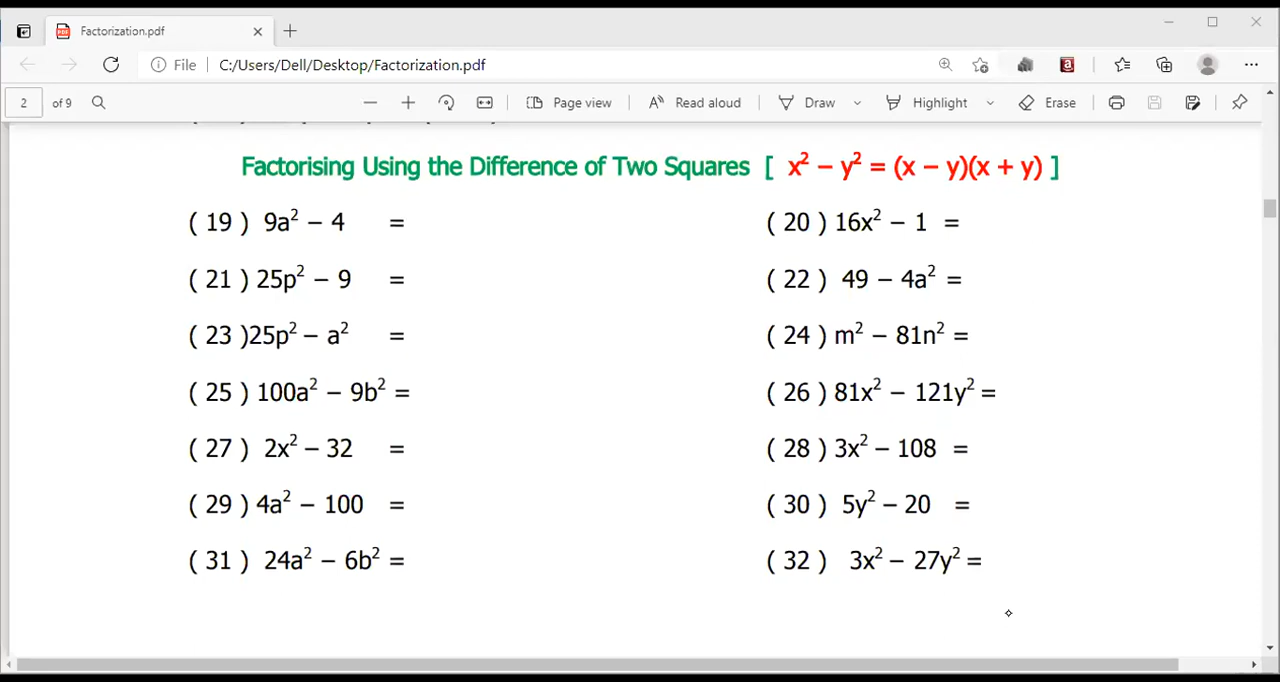 Factorization.pdf
File C:/Users/Dell/Desktop/Factorization.pdf
2 of 9 Page view Read aloud Draw Highlight Erase
Factorising Using the Difference of Two Squares [ x² – y² = (x – y)(x + y) ]
( 19 ) 9a² – 4 = ( 20 ) 16x² – 1 =
( 21 ) 25p² – 9 = ( 22 ) 49 – 4a² =
( 23 )25p² – a² = ( 24 ) m² – 81n² =
( 25 ) 100a² – 9b² = ( 26 ) 81x² – 121y² =
( 27 ) 2x² – 32 = ( 28 ) 3x² – 108 =
( 29 ) 4a² – 100 = ( 30 ) 5y² – 20 =
( 31 ) 24a² – 6b² = ( 32 ) 3x² – 27y² =